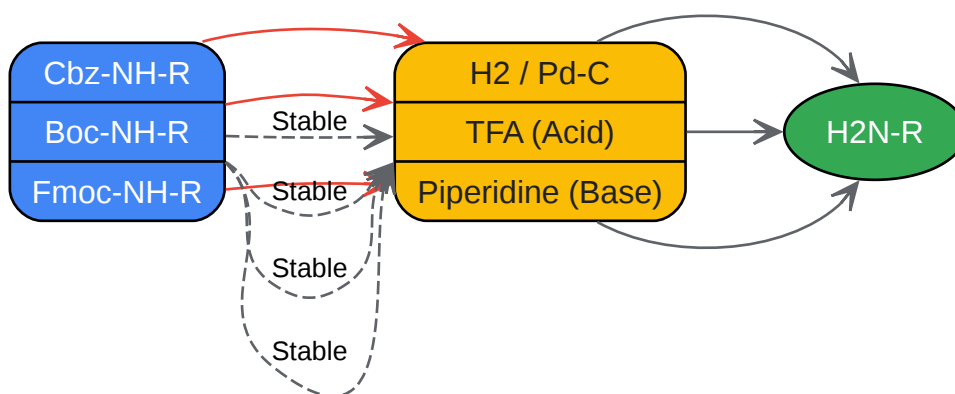 Cbz-NH-R
Boc-NH-R
Fmoc-NH-R
Stable
Stable
Stable
Stable
H2 / Pd-C
TFA (Acid)
Piperidine (Base)
H2N-R